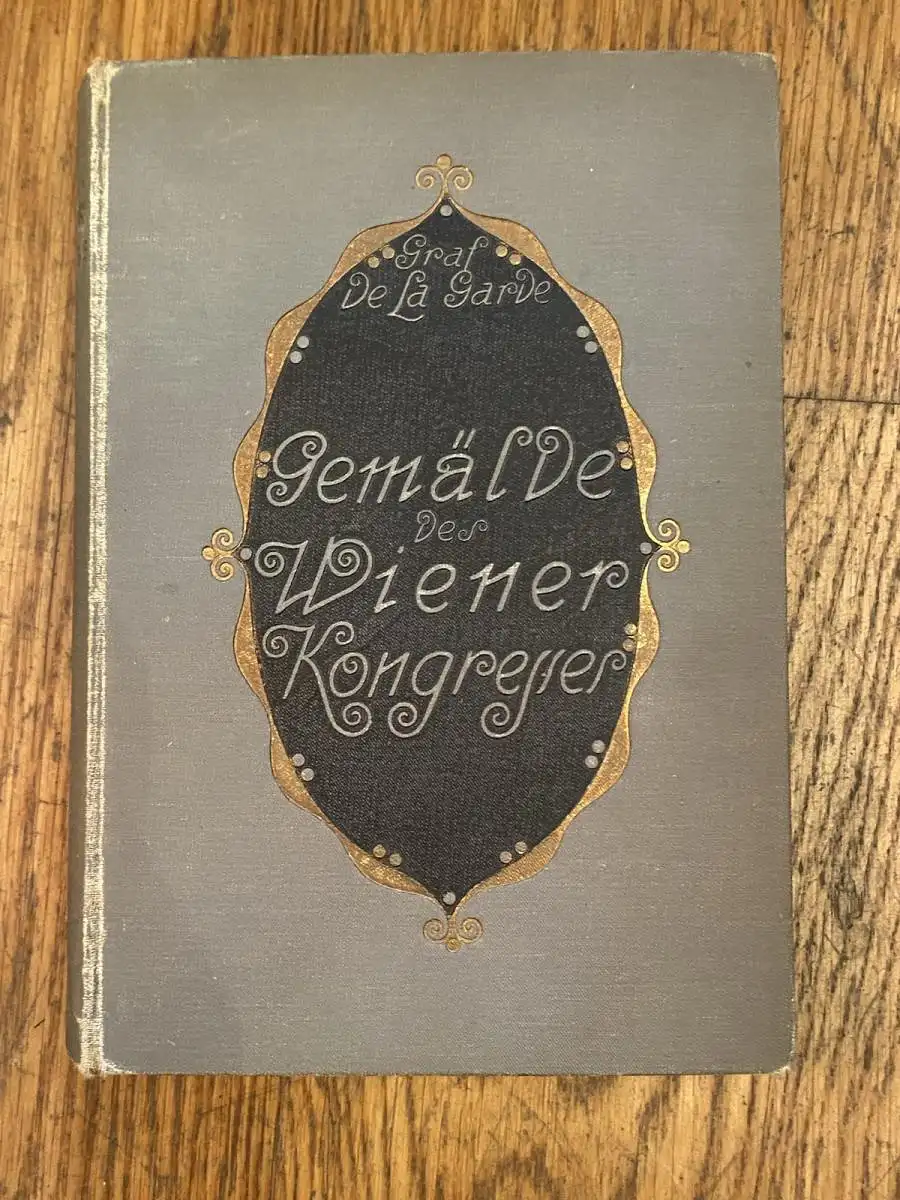 Graf
De La Garde
Gemälde
des
Wiener
Kongresses